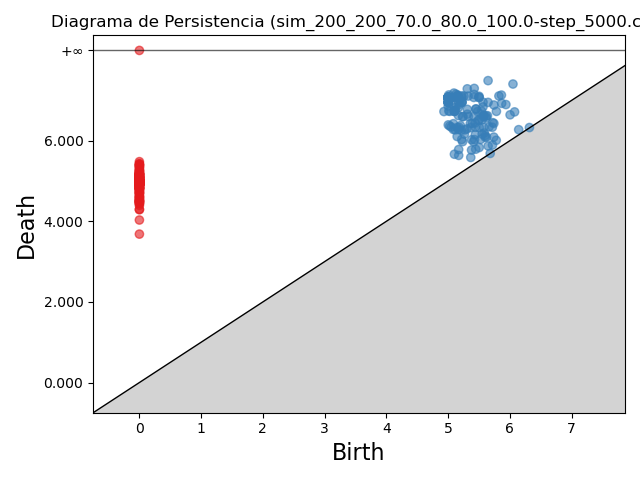 Diagrama de Persistencia (sim_200_200_70.0_80.0_100.0-step_5000.c
+∞
6.000
4.000
2.000
0.000
Death
0 1 2 3 4 5 6 7
Birth